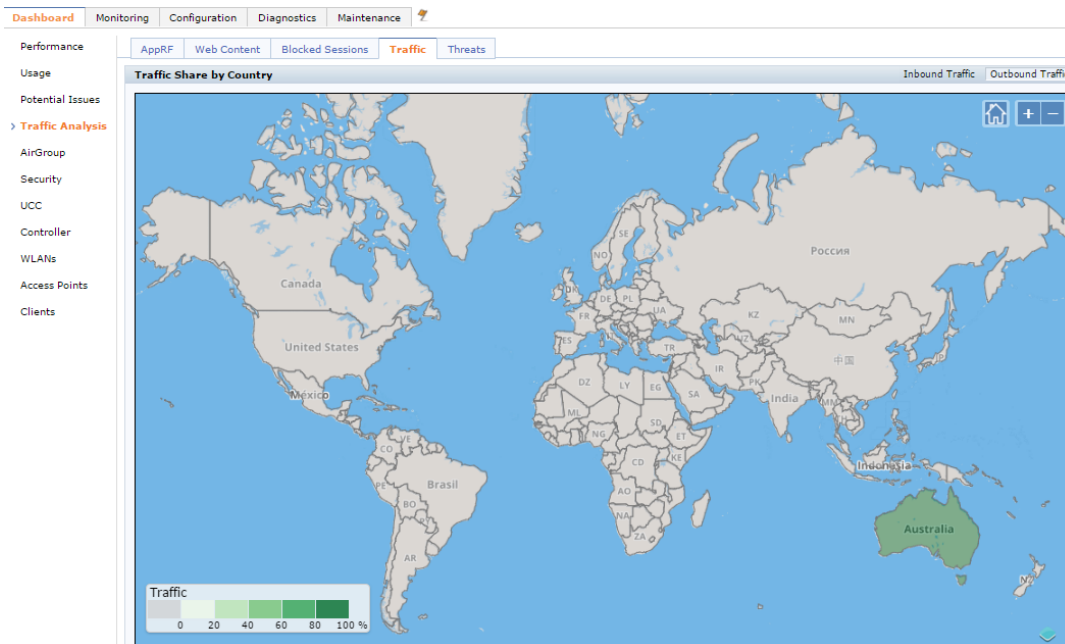 Dashboard Monitoring Configuration Diagnostics Maintenance
Performance
Usage
Potential Issues
Traffic Analysis
AirGroup
Security
UCC
Controller
WLANs
Access Points
Clients
AppRF Web Content Blocked Sessions Traffic Threats
Traffic Share by Country Inbound Traffic Outbound Traffi
+ −
SE
NO
Россия
Canada
DE PL
UA
FR
KZ
MN
ES
UZ
United States
TR
中国
JP
IR
DZ
LY
EG
PK
México
SA
India
ML
MM
SD
NG
ET
VE
CO
KE
CD
Indonesia
PE
Brasil
AO
BO
NA
Australia
ZA
AR
NZ
Traffic
0 20 40 60 80 100 %